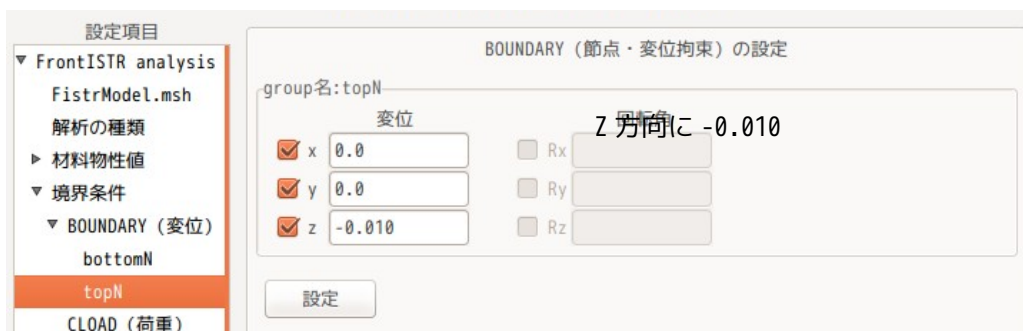 設定項目
▼ FrontISTR analysis
FistrModel.msh
解析の種類
▶ 材料物性値
▼ 境界条件
▼ BOUNDARY (変位)
bottomN
topN
CLOAD (荷重)
BOUNDARY (節点・変位拘束) の設定
group名:topN
変位 回転角
Z 方向に -0.010
x 0.0 Rx
y 0.0 Ry
z -0.010 Rz
設定